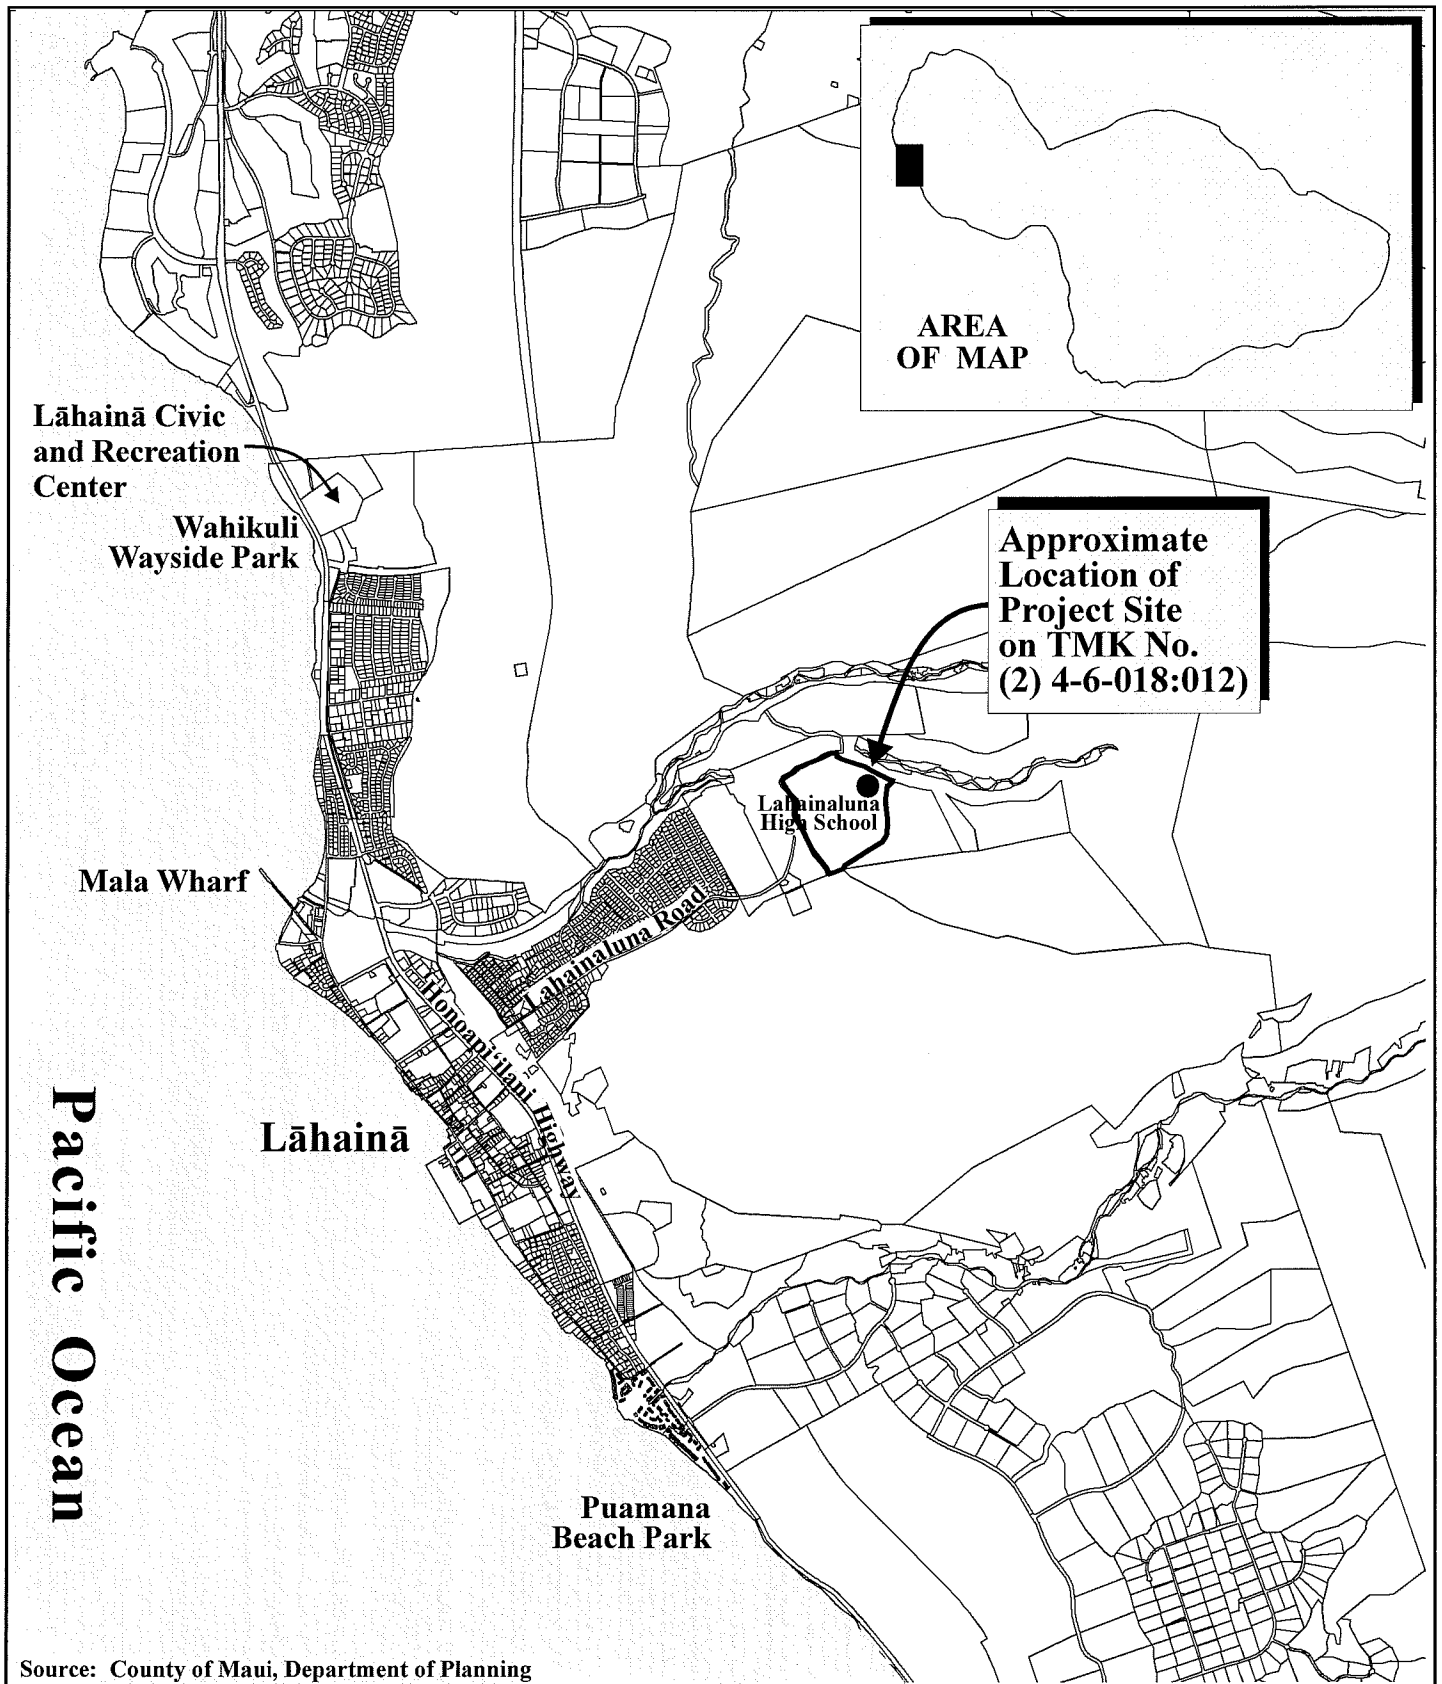 AREA
OF MAP
Lāhainā Civic
and Recreation
Center
Wahikuli
Wayside Park
Approximate
Location of
Project Site
on TMK No.
(2) 4-6-018:012)
Lahainaluna
High School
Mala Wharf
Lahainaluna Road
Honoapiʻilani Highway
Lāhainā
Pacific Ocean
Puamana
Beach Park
Source: County of Maui, Department of Planning